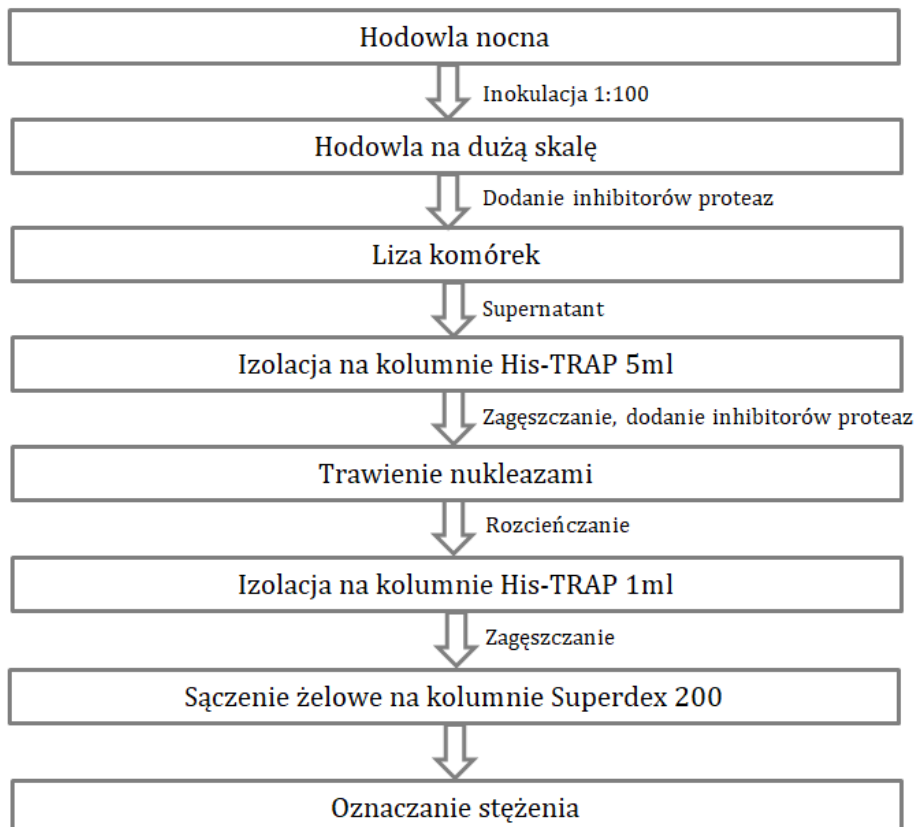 Hodowla nocna
Inokulacja 1:100
Hodowla na dużą skalę
Dodanie inhibitorów proteaz
Liza komórek
Supernatant
Izolacja na kolumnie His-TRAP 5ml
Zagęszczanie, dodanie inhibitorów proteaz
Trawienie nukleazami
Rozcieńczanie
Izolacja na kolumnie His-TRAP 1ml
Zagęszczanie
Sączenie żelowe na kolumnie Superdex 200
Oznaczanie stężenia